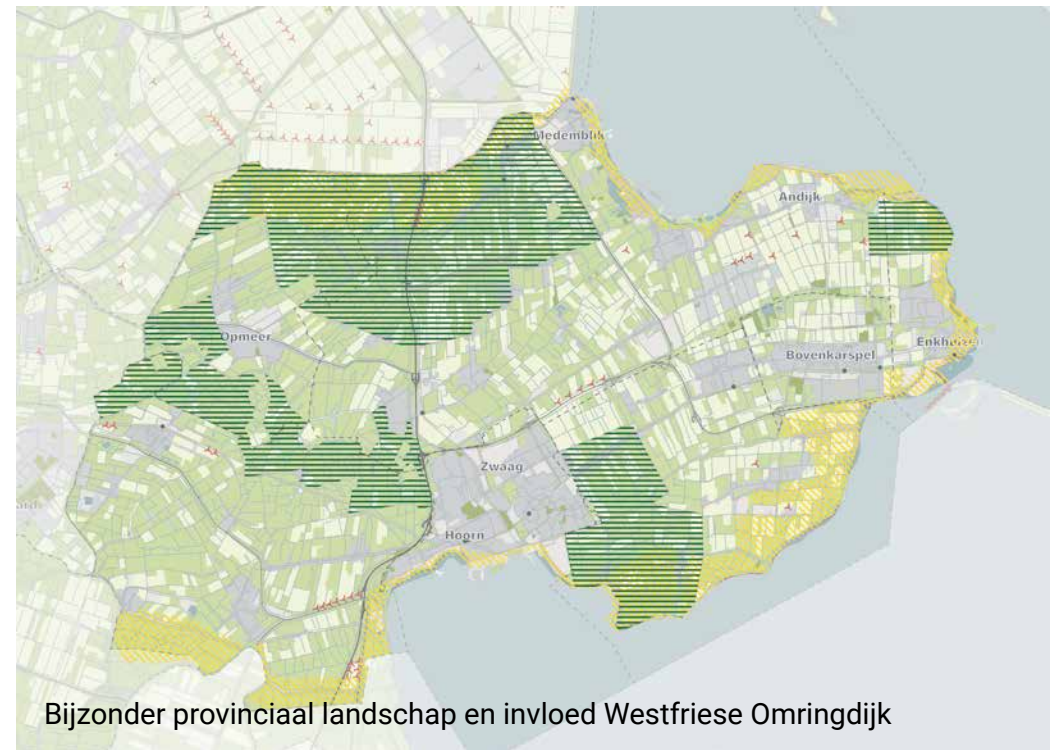 Medemblik
Andijk
Opmeer
Enkhuizen
Bovenkarspel
Zwaag
Hoorn
Bijzonder provinciaal landschap en invloed Westfriese Omringdijk